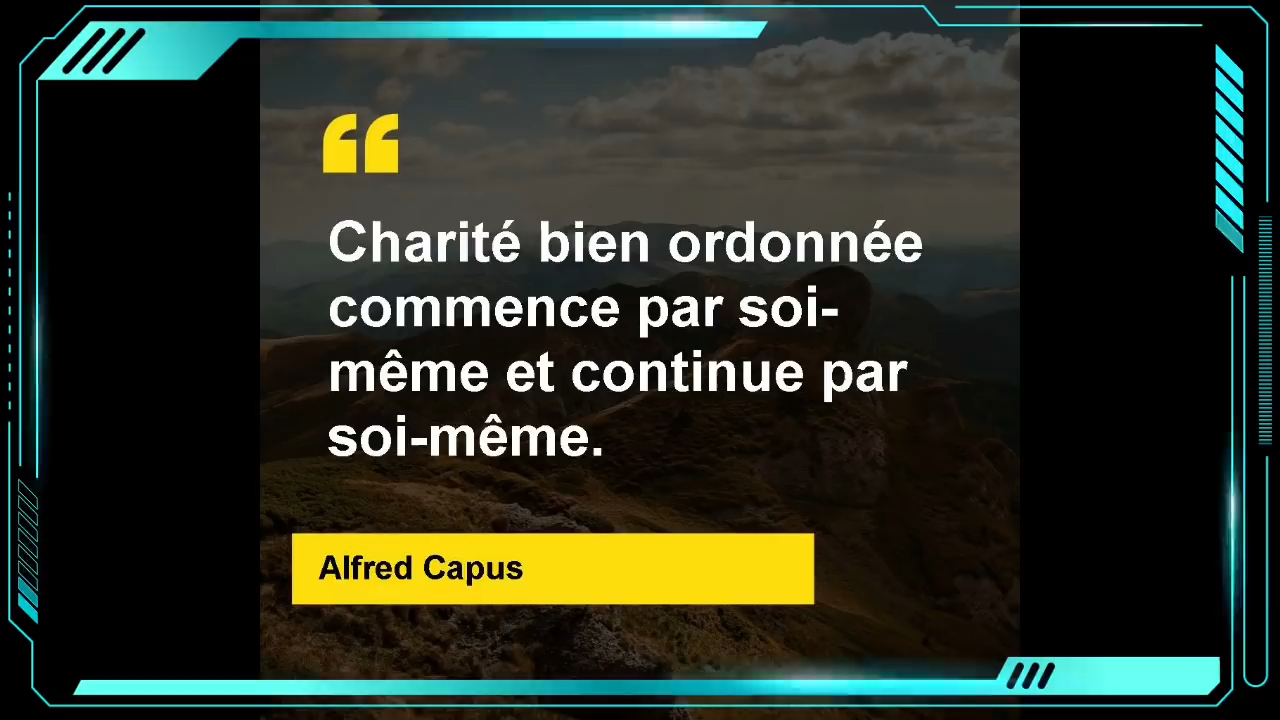 Charité bien ordonnée
commence par soi-
même et continue par
soi-même.
Alfred Capus